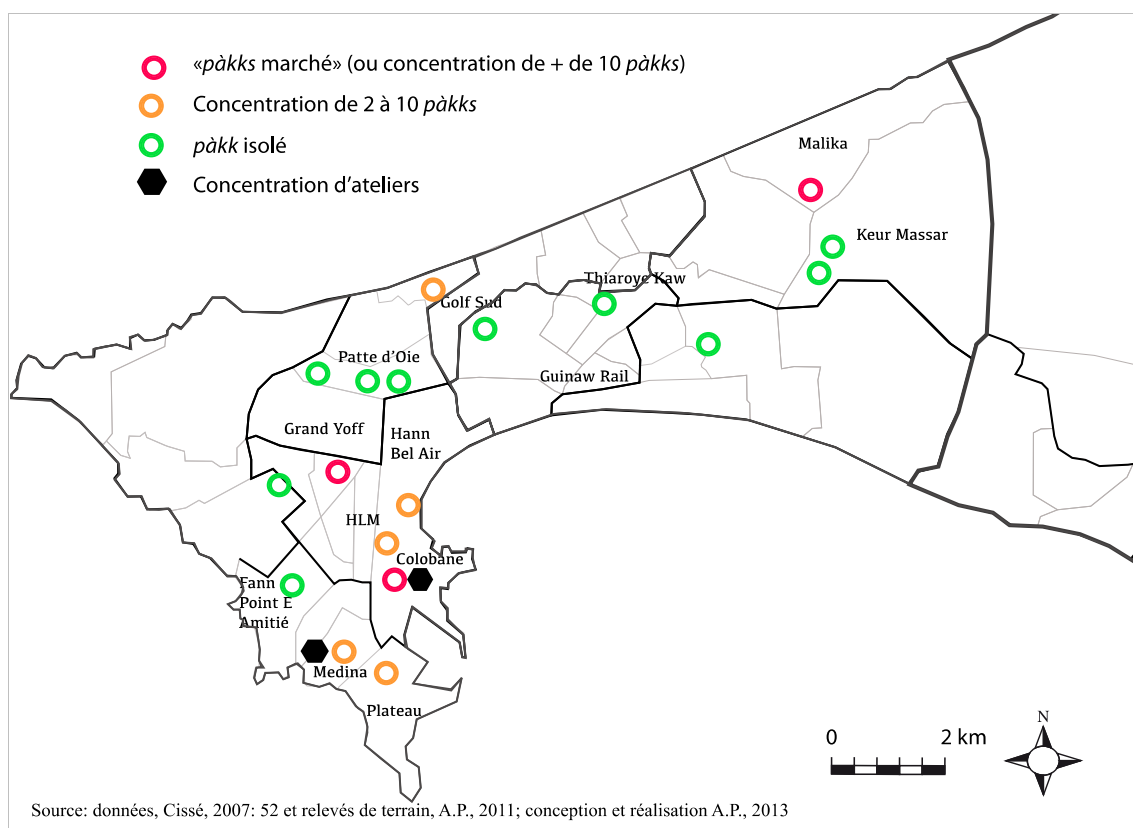 «pàkks marché» (ou concentration de + de 10 pàkks)
Concentration de 2 à 10 pàkks
pàkk isolé
Concentration d'ateliers
Malika
Keur Massar
Thiaroye Kaw
Golf Sud
Patte d'Oie
Guinaw Rail
Grand Yoff
Hann
Bel Air
HLM
Colobane
Fann
Point E
Amitié
Medina
Plateau
N
0 2 km
Source: données, Cissé, 2007: 52 et relevés de terrain, A.P., 2011; conception et réalisation A.P., 2013